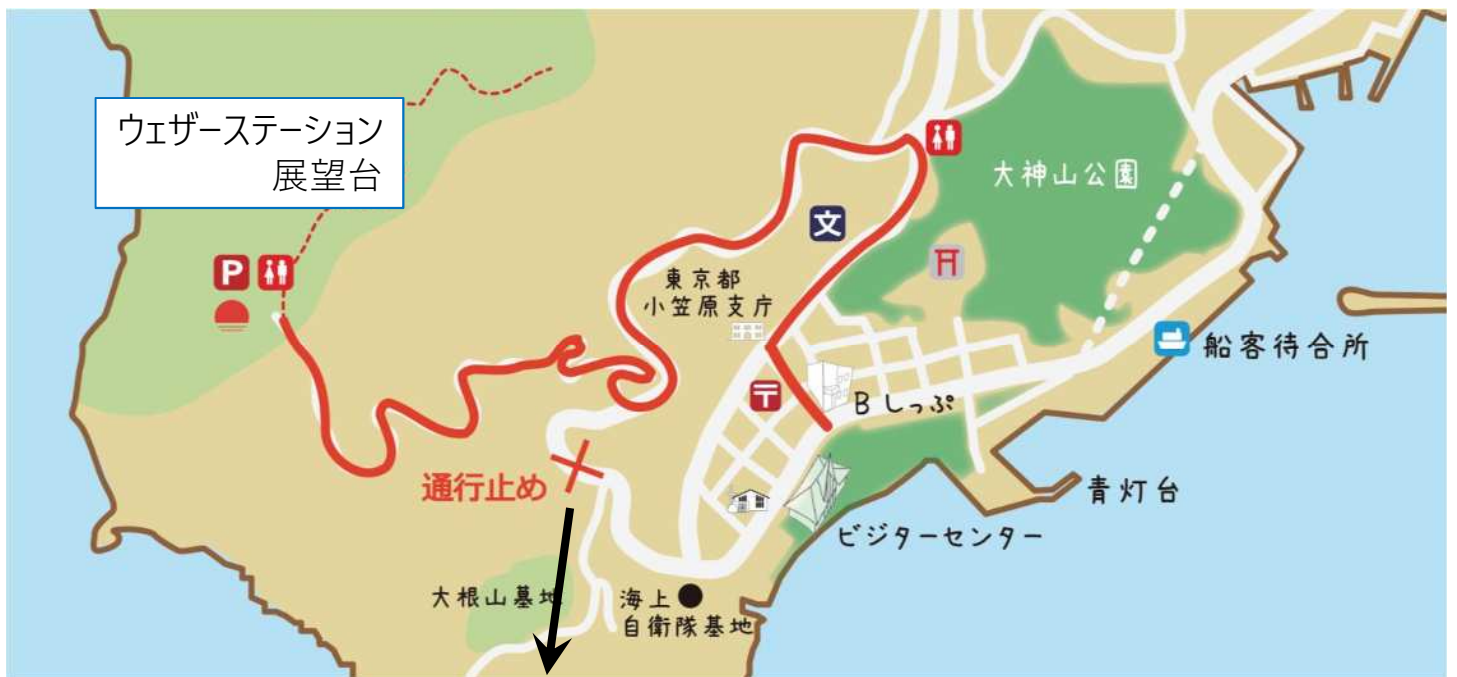 ウェザーステーション
展望台
P
文
大神山公園
東京都
小笠原支庁
船客待合所
〒
Bしっぷ
通行止め
青灯台
ビジターセンター
大根山墓地
海上
自衛隊基地